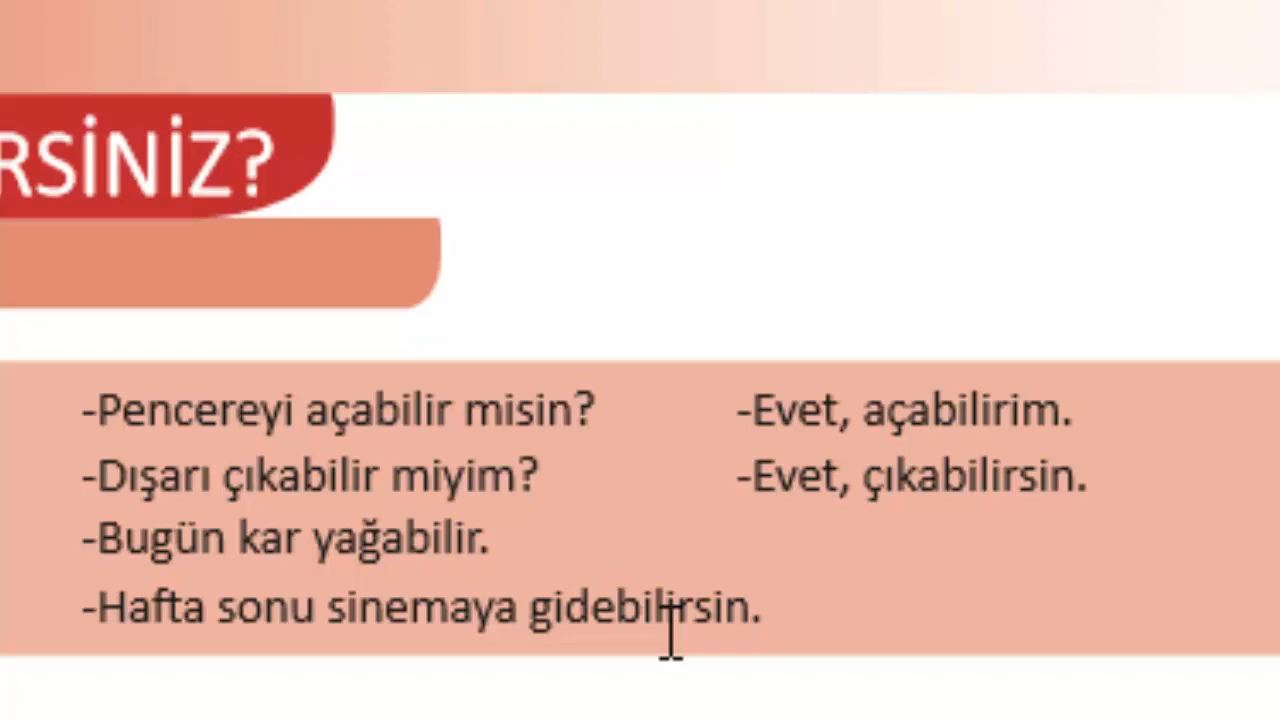 RSİNİZ?
-Pencereyi açabilir misin? -Evet, açabilirim.
-Dışarı çıkabilir miyim? -Evet, çıkabilirsin.
-Bugün kar yağabilir.
-Hafta sonu sinemaya gidebilirsin.